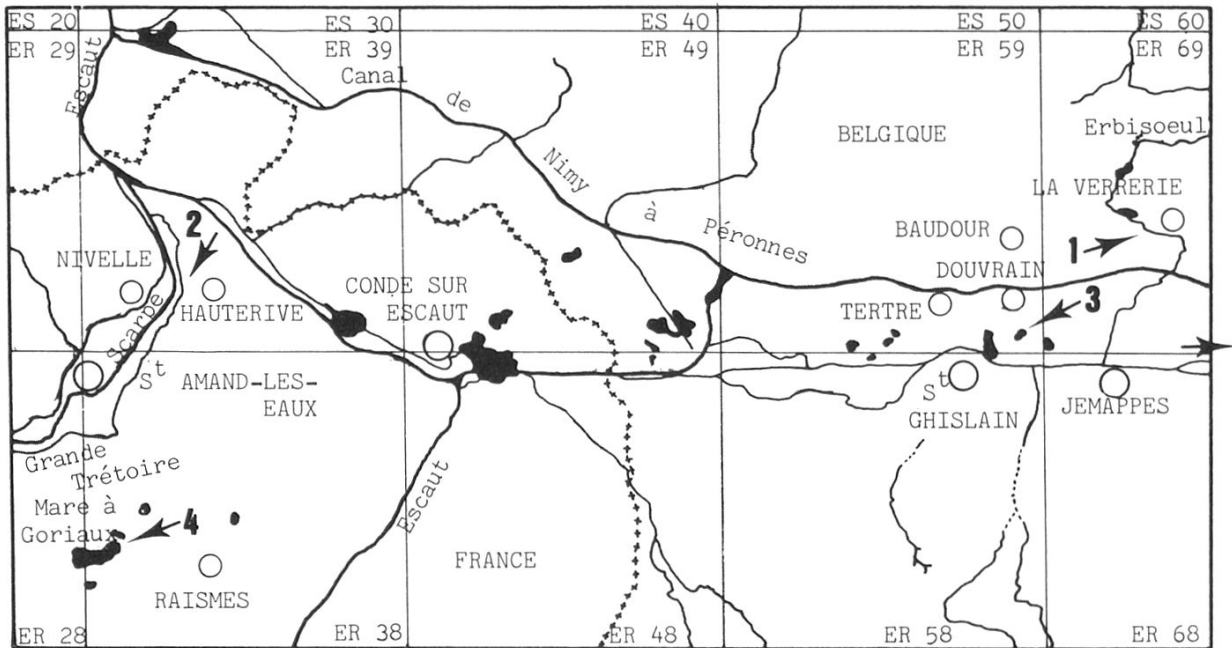 ES 20 ES 30 ES 40 ES 50 ES 60
ER 29 ER 39 ER 49 ER 59 ER 69
Escaut
Canal
de
Nimy
à
Péronnes
BELGIQUE
Erbisoeul
LA VERRERIE
BAUDOUR
1
2
NIVELLE
DOUVRAIN
CONDE SUR
ESCAUT
HAUTERIVE
TERTRE
3
Scarpe
St
AMAND-LES-
EAUX
St
GHISLAIN
JEMAPPES
Grande
Trétoire
Mare à
Goriaux
4
Escaut
FRANCE
RAISMES
ER 28 ER 38 ER 48 ER 58 ER 68